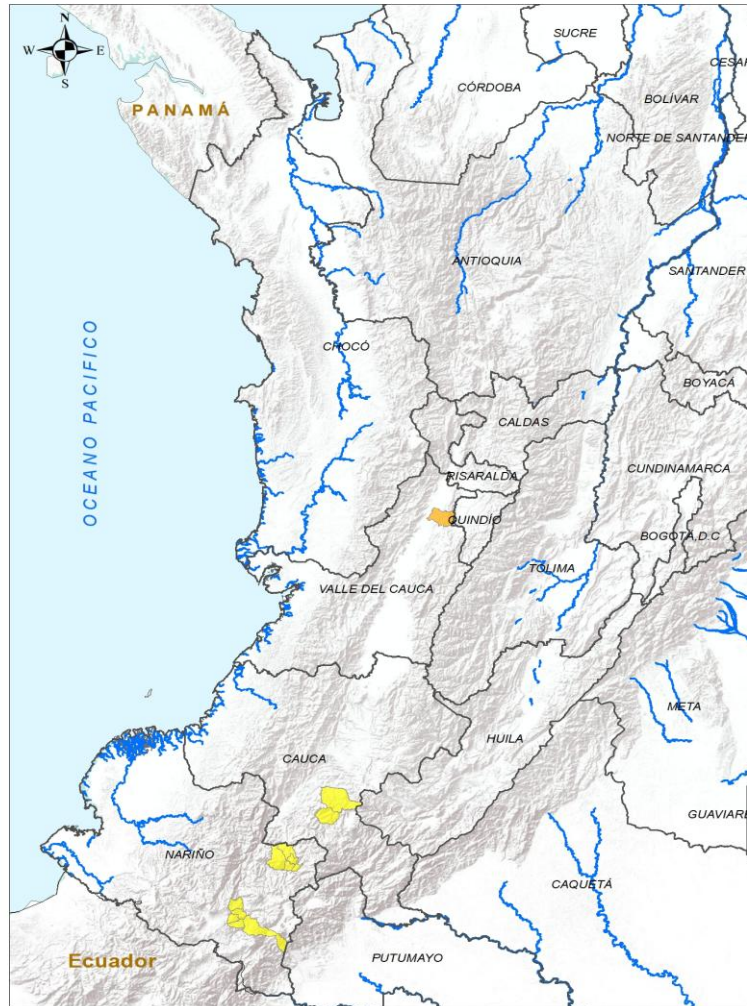 N
W E
S
SUCRE
CESAR
CÓRDOBA
BOLÍVAR
PANAMÁ
NORTE DE SANTANDER
ANTIOQUIA
SANTANDER
OCEANO PACIFICO
CHOCÓ
BOYACÁ
CALDAS
CUNDINAMARCA
RISARALDA
QUINDÍO
BOGOTÁ, D.C
TOLIMA
VALLE DEL CAUCA
META
HUILA
CAUCA
GUAVIARE
NARIÑO
CAQUETÁ
Ecuador
PUTUMAYO